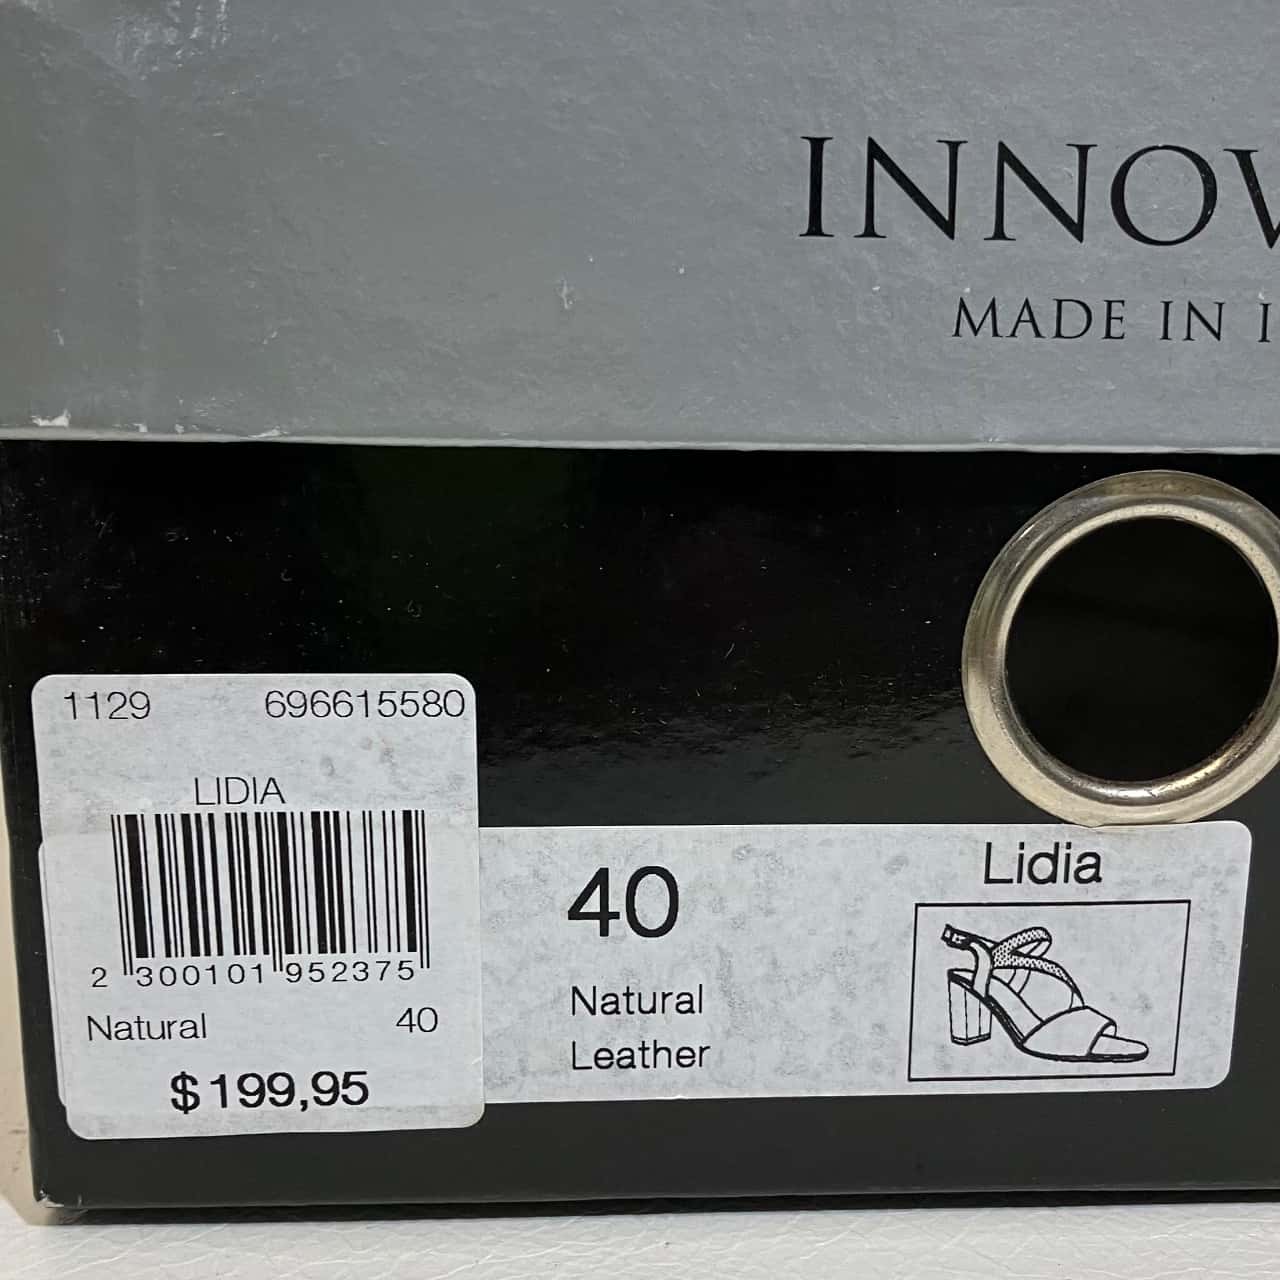 INNOV
MADE IN I
1129 696615580
LIDIA
2 300101 952375
Natural 40
$199,95
40
Natural
Leather
Lidia